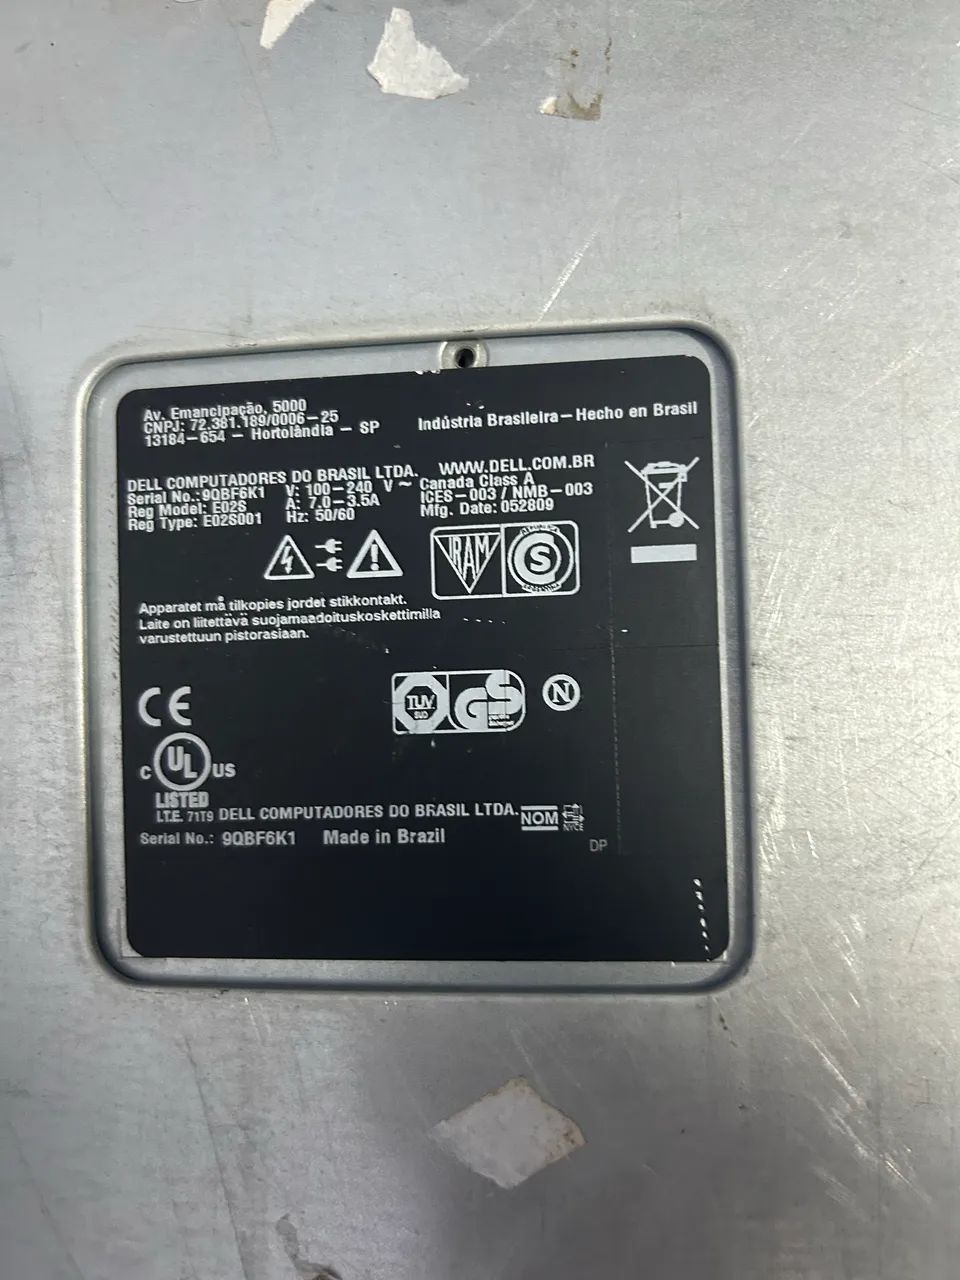 Av. Emancipação, 5000
CNPJ: 72.381.189/0006-25
13184-654 - Hortolândia - SP
Indústria Brasileira-Hecho en Brasil
DELL COMPUTADORES DO BRASIL LTDA. WWW.DELL.COM.BR
Serial No.:9QBF6K1 V: 100-240 V~ Canada Class A
Reg Model: E02S A: 7.0-3.5A ICES-003 / NMB-003
Reg Type: E02S001 Hz: 50/60 Mfg. Date: 052809
IRAM S
Apparatet må tilkoples jordet stikkontakt.
Laite on liitettävä suojamaadoituskoskettimilla
varustettuun pistorasiaan.
CE
TUV SUD GS N
C UL US
LISTED
I.T.E. 71T9 DELL COMPUTADORES DO BRASIL LTDA. NOM NYCE
Serial No.: 9QBF6K1 Made in Brazil
DP